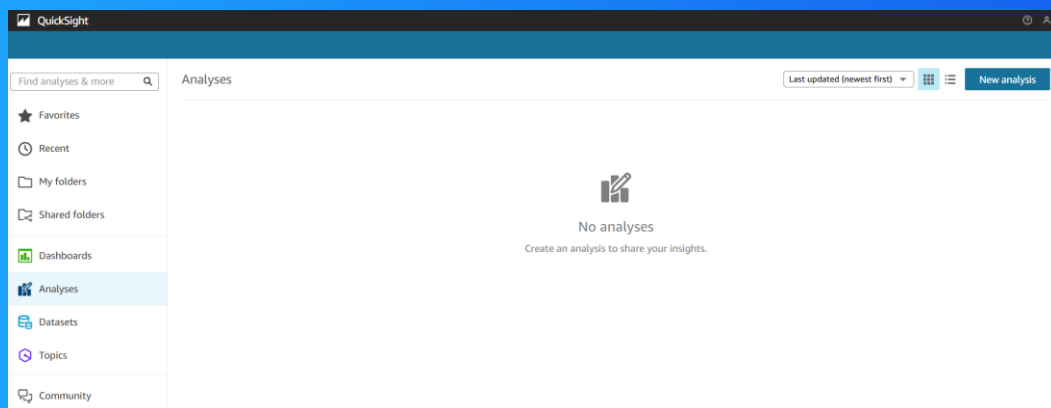 QuickSight
Find analyses & more
Analyses
Last updated (newest first)
New analysis
Favorites
Recent
My folders
Shared folders
No analyses
Create an analysis to share your insights.
Dashboards
Analyses
Datasets
Topics
Community